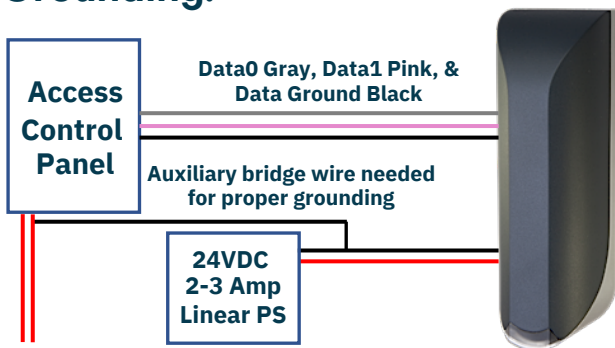 Grounding:
Access
Control
Panel
Data0 Gray, Data1 Pink, &
Data Ground Black
Auxiliary bridge wire needed
for proper grounding
24VDC
2-3 Amp
Linear PS